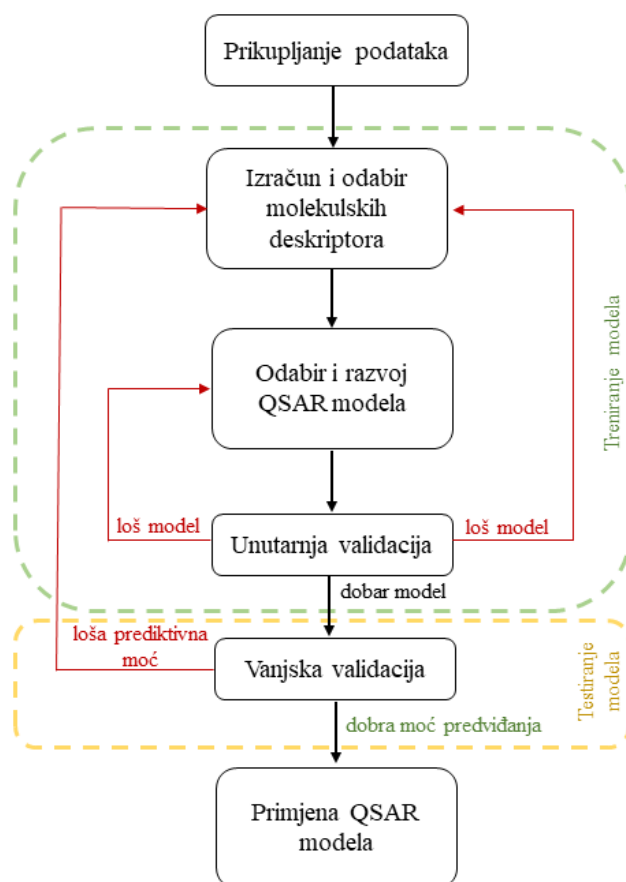 Prikupljanje podataka
Izračun i odabir
molekulskih
deskriptora
Treniranje modela
Odabir i razvoj
QSAR modela
loš model
Unutarnja validacija
loš model
dobar model
loša prediktivna
moć
Vanjska validacija
Testiranje
modela
dobra moć predviđanja
Primjena QSAR
modela